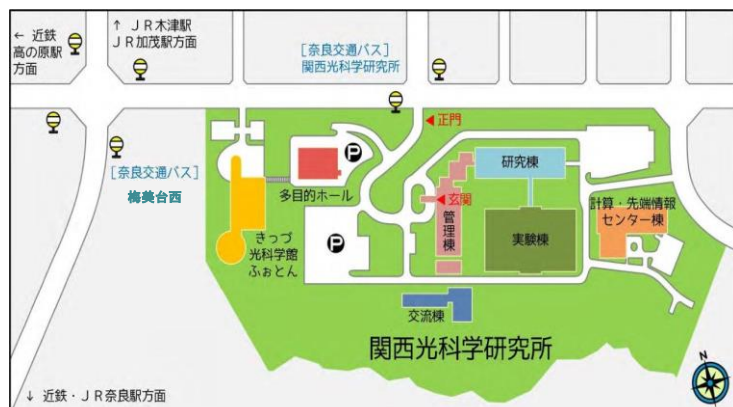 ← 近鉄
高の原駅
方面
↑ JR木津駅
JR加茂駅方面
［奈良交通バス］
関西光科学研究所
◀正門
［奈良交通バス］
梅美台西
P
多目的ホール
研究棟
◀玄関
管理棟
実験棟
計算・先端情報
センター棟
きっづ
光科学館
ふぉとん
P
交流棟
関西光科学研究所
N
↓ 近鉄・JR奈良駅方面